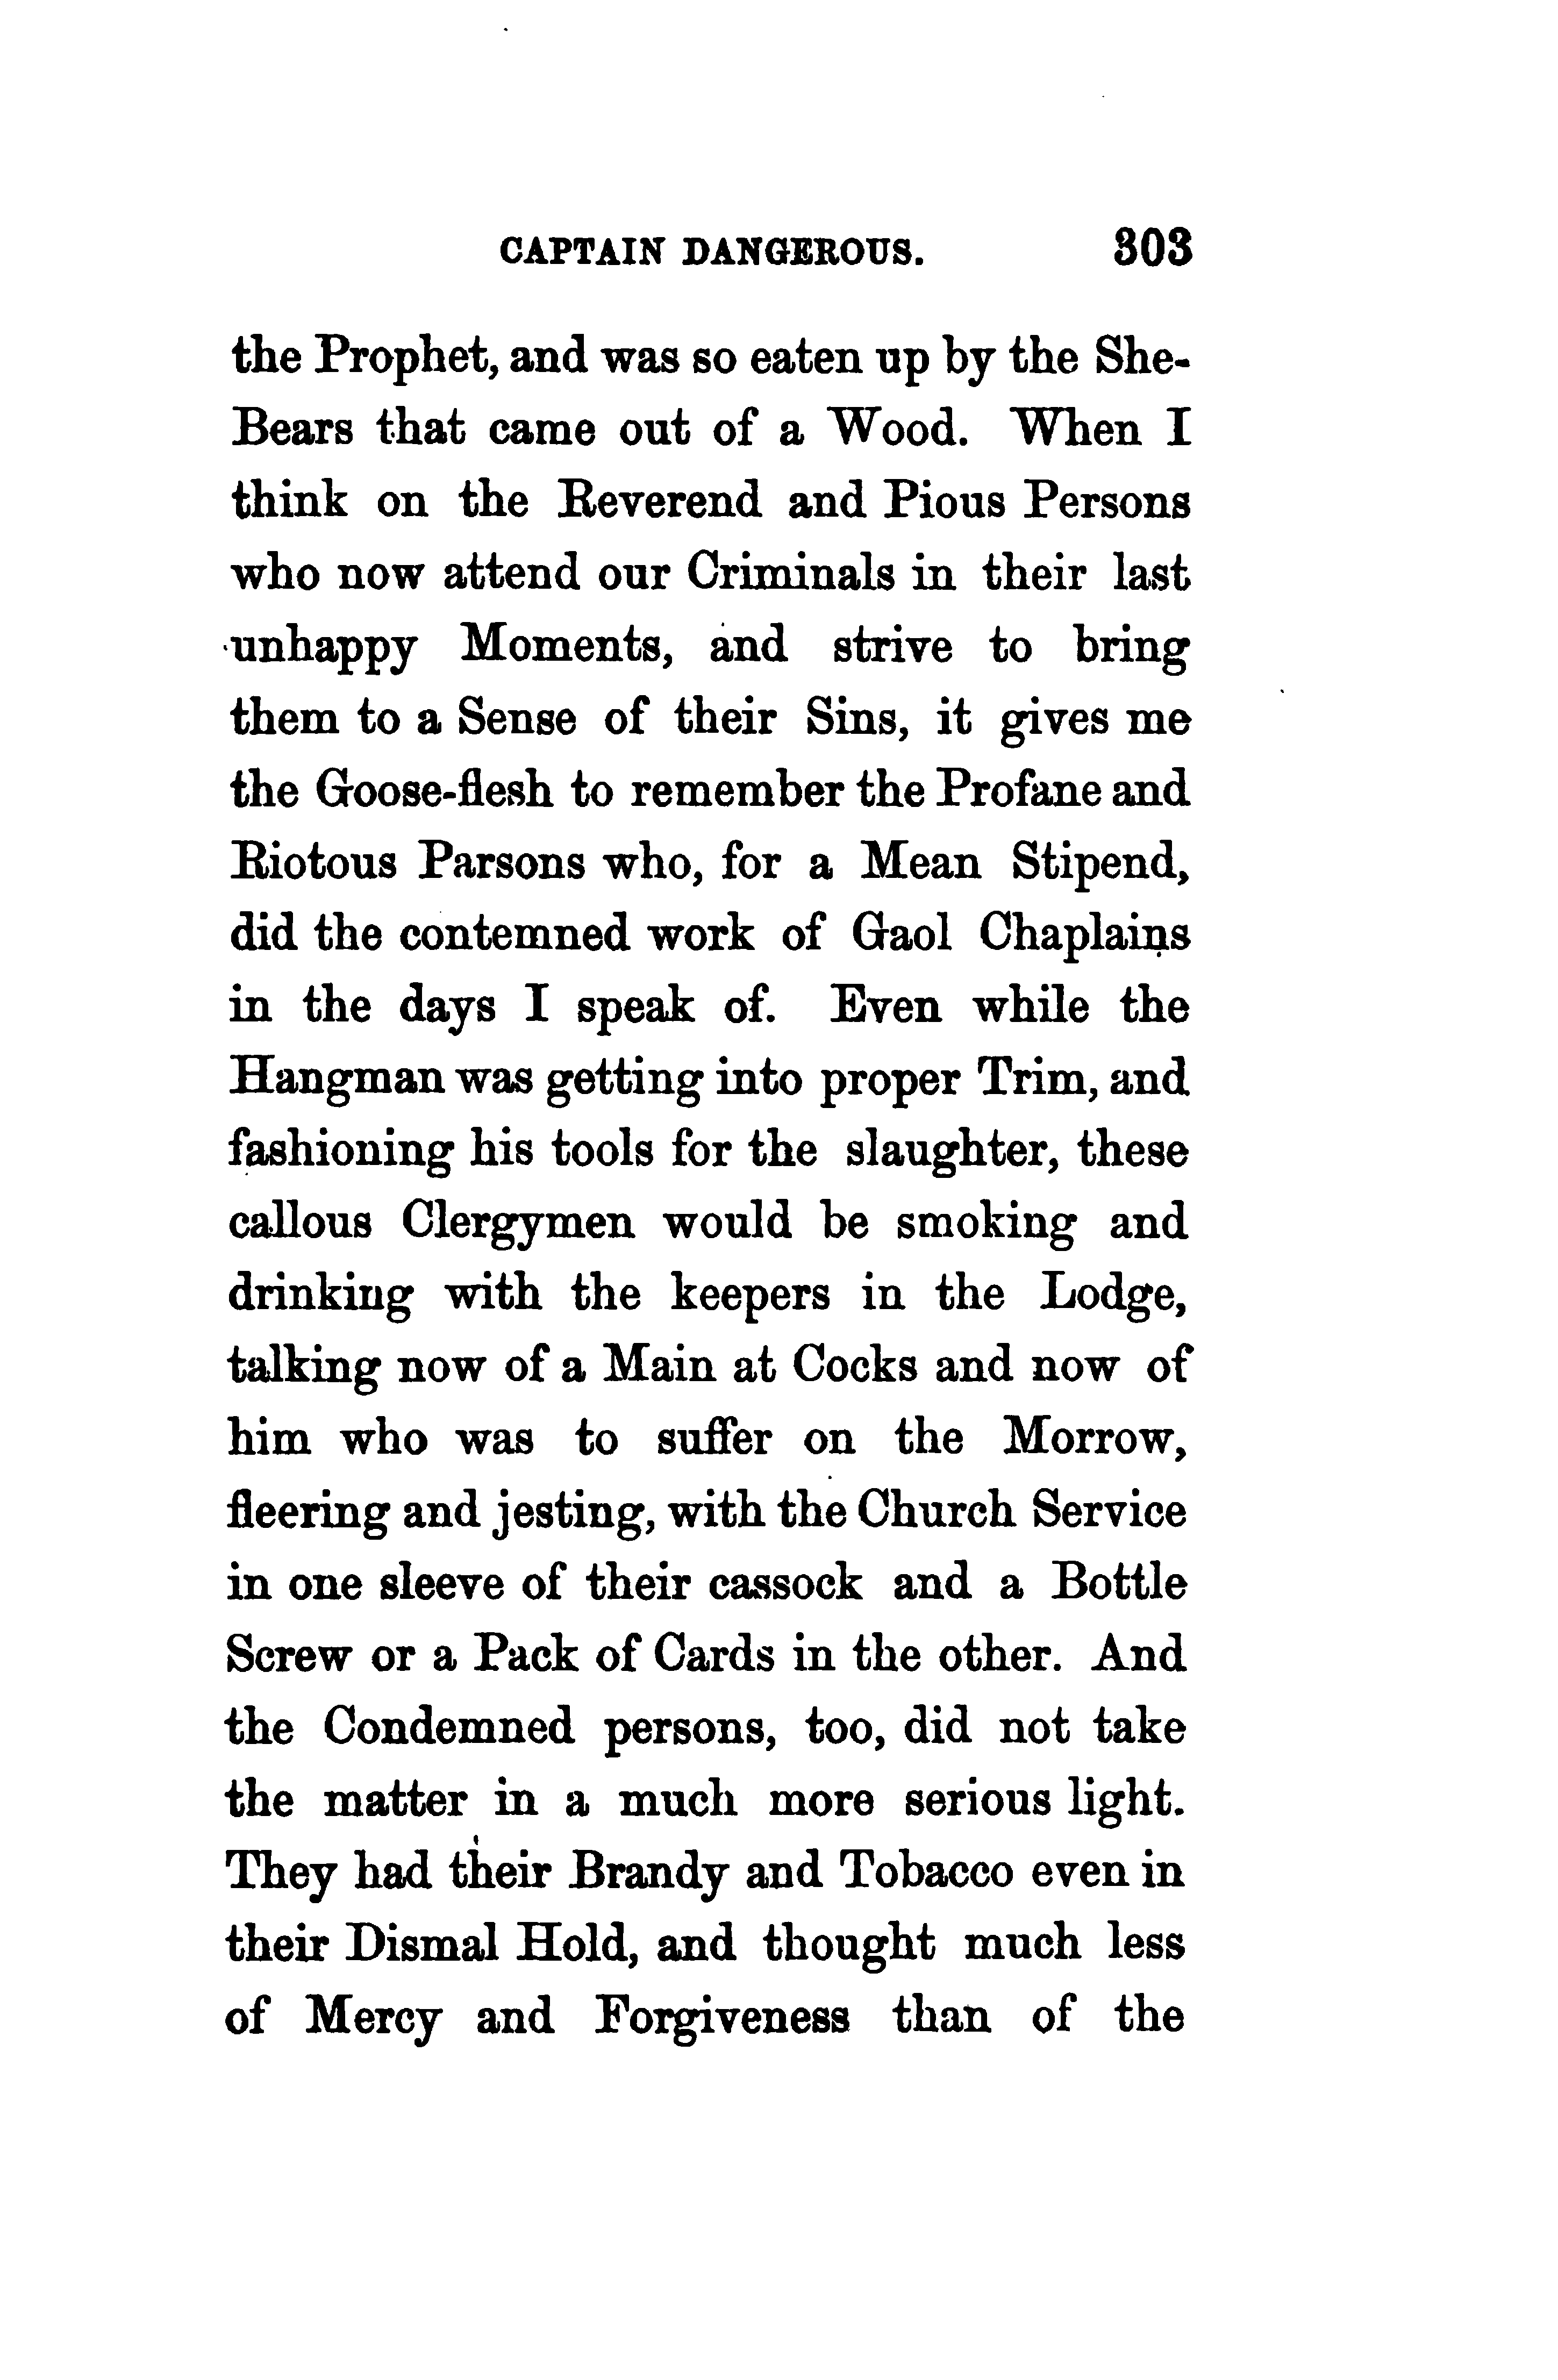 CAPTAIN DANGEROUS. 303
the Prophet, and was so eaten up by the She-
Bears that came out of a Wood. When I
think on the Reverend and Pious Persons
who now attend our Criminals in their last
unhappy Moments, and strive to bring
them to a Sense of their Sins, it gives me
the Goose-flesh to remember the Profane and
Riotous Parsons who, for a Mean Stipend,
did the contemned work of Gaol Chaplains
in the days I speak of. Even while the
Hangman was getting into proper Trim, and
fashioning his tools for the slaughter, these
callous Clergymen would be smoking and
drinking with the keepers in the Lodge,
talking now of a Main at Cocks and now of
him who was to suffer on the Morrow,
fleering and jesting, with the Church Service
in one sleeve of their cassock and a Bottle
Screw or a Pack of Cards in the other. And
the Condemned persons, too, did not take
the matter in a much more serious light.
They had their Brandy and Tobacco even in
their Dismal Hold, and thought much less
of Mercy and Forgiveness than of the